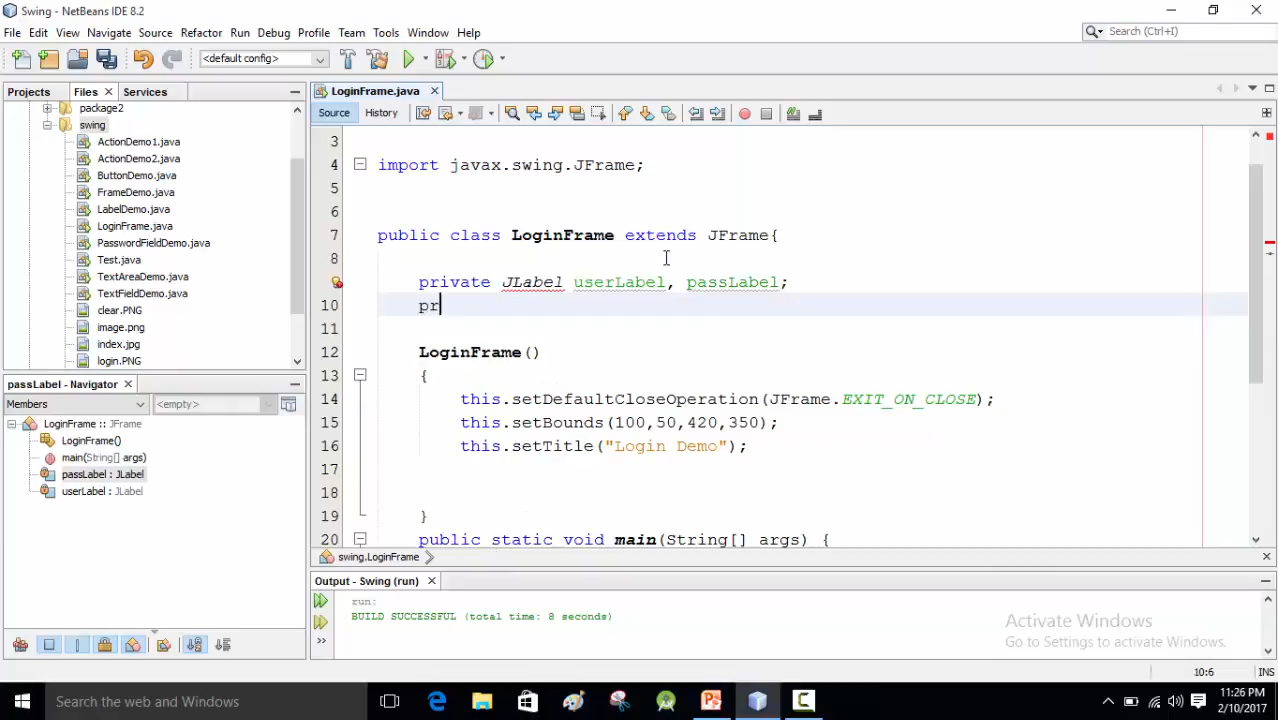 Swing - NetBeans IDE 8.2
File Edit View Navigate Source Refactor Run Debug Profile Team Tools Window Help
Search (Ctrl+I)
<default config>
Projects Files Services
package2
swing
ActionDemo1.java
ActionDemo2.java
ButtonDemo.java
FrameDemo.java
LabelDemo.java
LoginFrame.java
PasswordFieldDemo.java
Test.java
TextAreaDemo.java
TextFieldDemo.java
clear.PNG
image.png
index.jpg
login.PNG
passLabel - Navigator
Members <empty>
LoginFrame :: JFrame
LoginFrame()
main(String[] args)
passLabel : JLabel
userLabel : JLabel
LoginFrame.java
Source History
3
4 import javax.swing.JFrame;
5
6
7 public class LoginFrame extends JFrame{
8
private JLabel userLabel, passLabel;
10 pr
11
12 LoginFrame()
13 {
14 this.setDefaultCloseOperation(JFrame.EXIT_ON_CLOSE);
15 this.setBounds(100,50,420,350);
16 this.setTitle("Login Demo");
17
18
19 }
20 public static void main(String[] args) {
swing.LoginFrame
Output - Swing (run)
run:
BUILD SUCCESSFUL (total time: 8 seconds)
Activate Windows
Go to Settings to activate Windows.
10:6 INS
Search the web and Windows
11:26 PM
2/10/2017